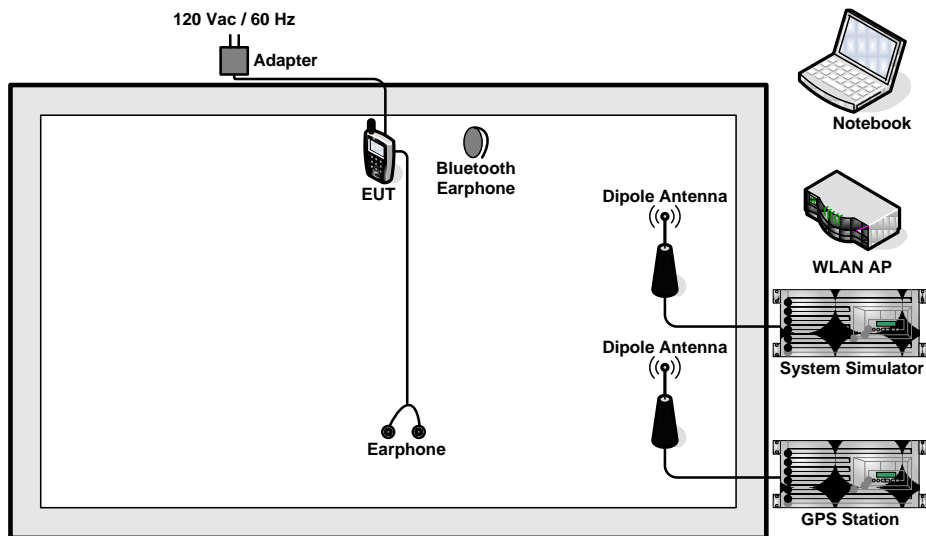 120 Vac / 60 Hz
Adapter
Notebook
EUT
Bluetooth
Earphone
Dipole Antenna
WLAN AP
System Simulator
Dipole Antenna
Earphone
GPS Station